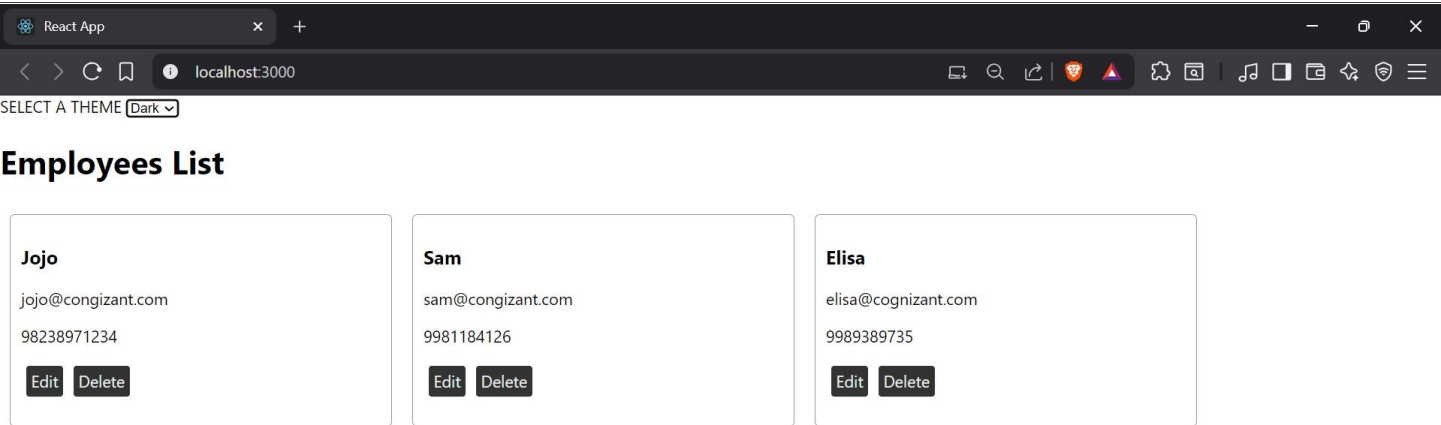 React App
localhost:3000
SELECT A THEME Dark
Employees List
Jojo
jojo@congizant.com
98238971234
Edit Delete
Sam
sam@congizant.com
9981184126
Edit Delete
Elisa
elisa@cognizant.com
9989389735
Edit Delete